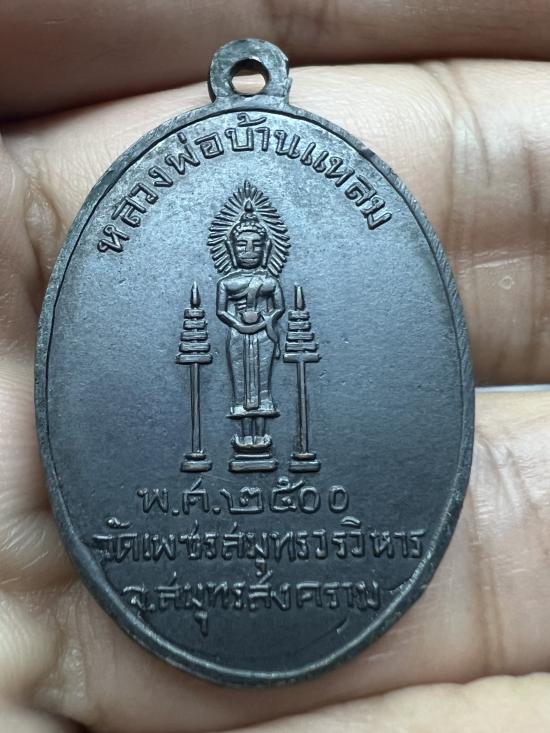 หลวงพ่อบ้านแหลม
พ.ศ.๒๕๐๐
วัดเพชรสมุทรวรวิหาร
จ.สมุทรสงคราม